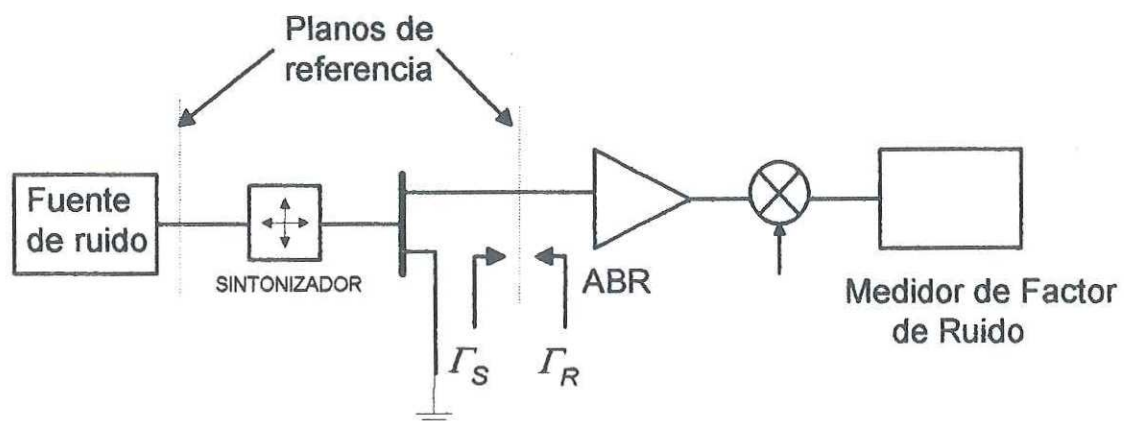 Planos de
referencia
Fuente
de ruido
SINTONIZADOR
ABR
Γ_S
Γ_R
Medidor de Factor
de Ruido